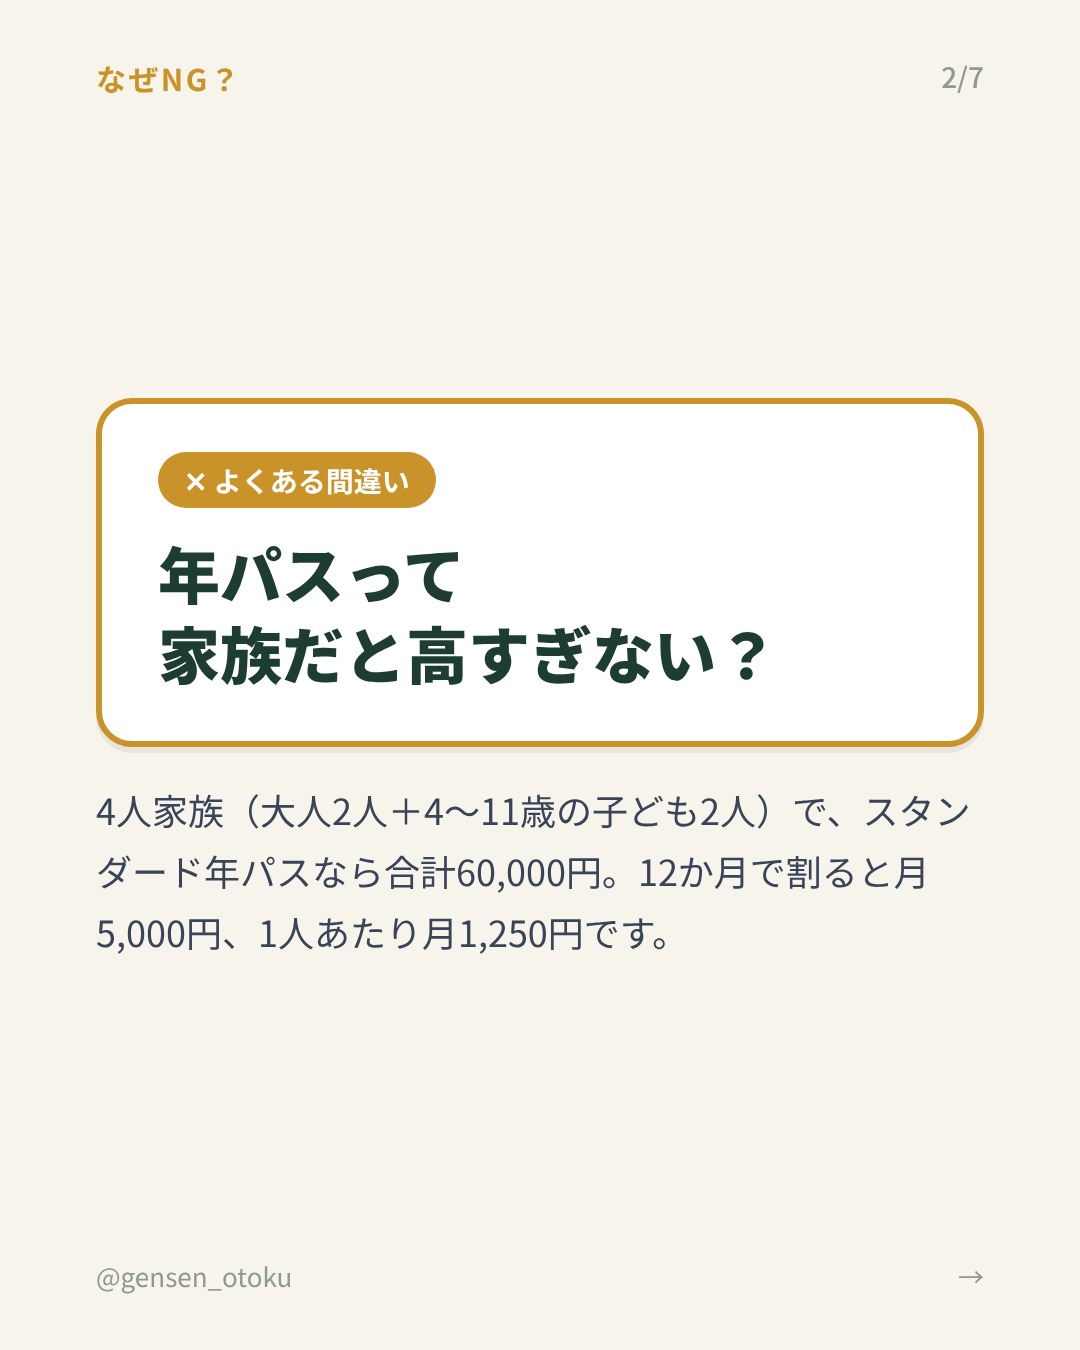 なぜNG？
2/7
× よくある間違い
年パスって
家族だと高すぎない？
4人家族（大人2人＋4〜11歳の子ども2人）で、スタン
ダード年パスなら合計60,000円。12か月で割ると月
5,000円、1人あたり月1,250円です。
@gensen_otoku
→